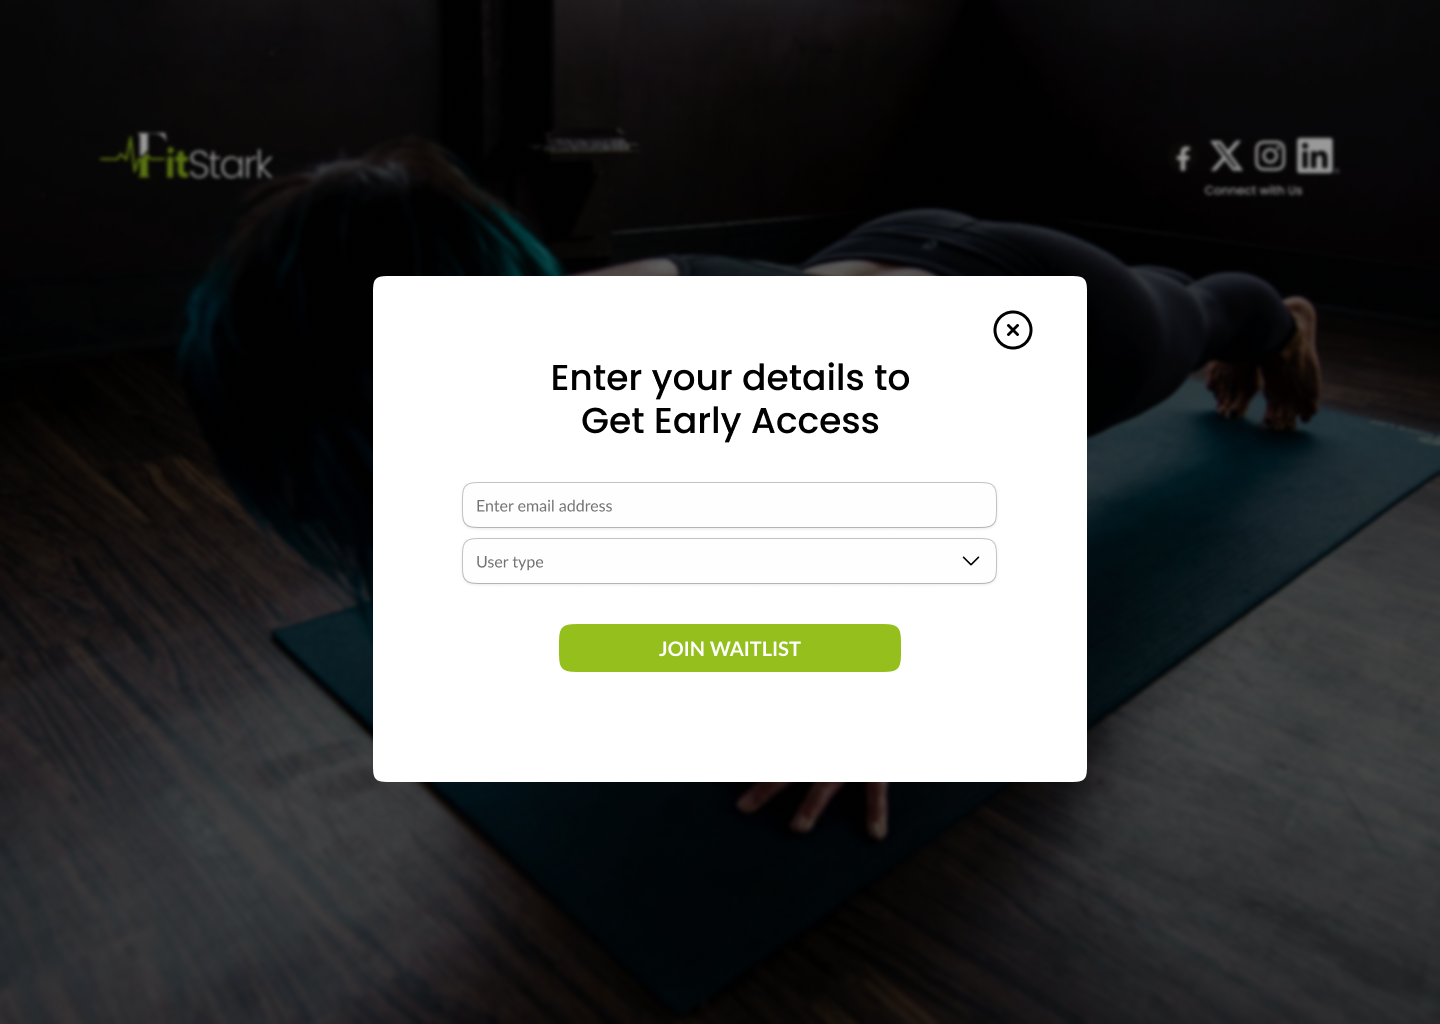 FitStark
Connect with Us
Enter your details to
Get Early Access
Enter email address
User type
JOIN WAITLIST